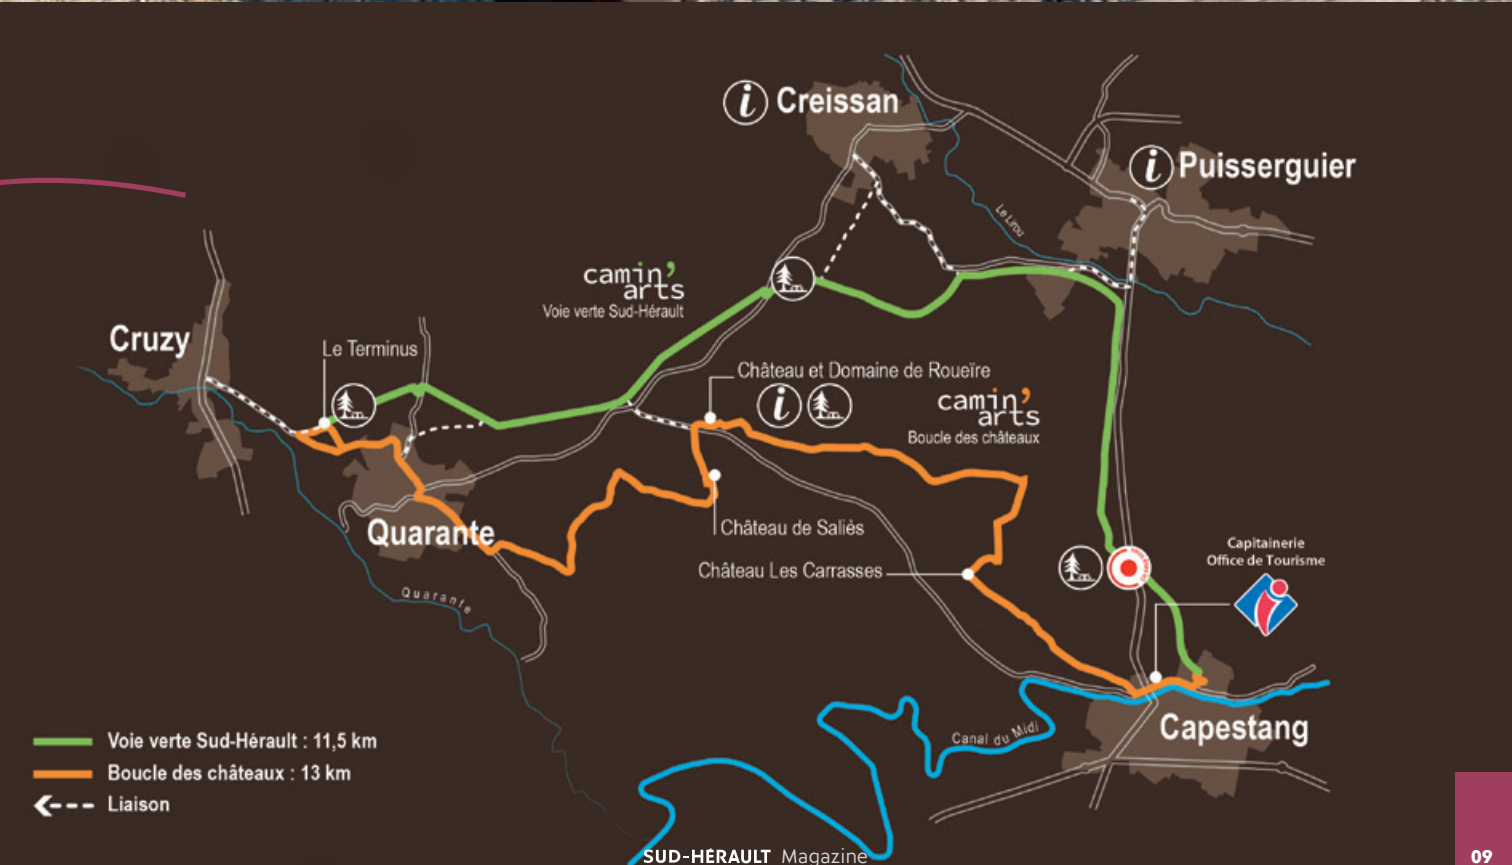 i Creissan
i Puisserguier
Le Lirou
camin'
arts
Voie verte Sud-Hérault
Cruzy
Le Terminus
Château et Domaine de Roueïre
i
camin'
arts
Boucle des châteaux
Château de Saliès
Quarante
Château Les Carrasses
Capitainerie
Office de Tourisme
Quarante
Canal du Midi
Capestang
Voie verte Sud-Hérault : 11,5 km
Boucle des châteaux : 13 km
Liaison
SUD-HÉRAULT Magazine
09